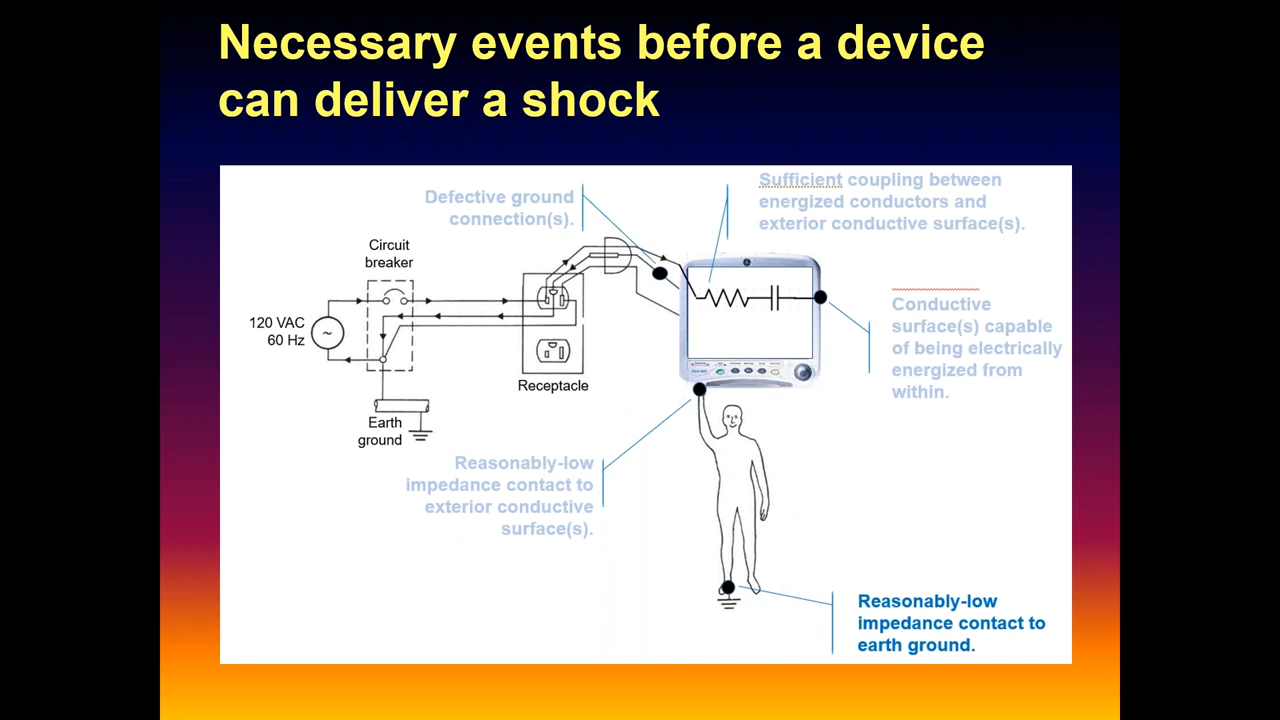 Necessary events before a device
can deliver a shock
Defective ground
connection(s).
Sufficient coupling between
energized conductors and
exterior conductive surface(s).
Circuit
breaker
120 VAC
60 Hz
~
Receptacle
Earth
ground
Conductive
surface(s) capable
of being electrically
energized from
within.
Reasonably-low
impedance contact to
exterior conductive
surface(s).
Reasonably-low
impedance contact to
earth ground.